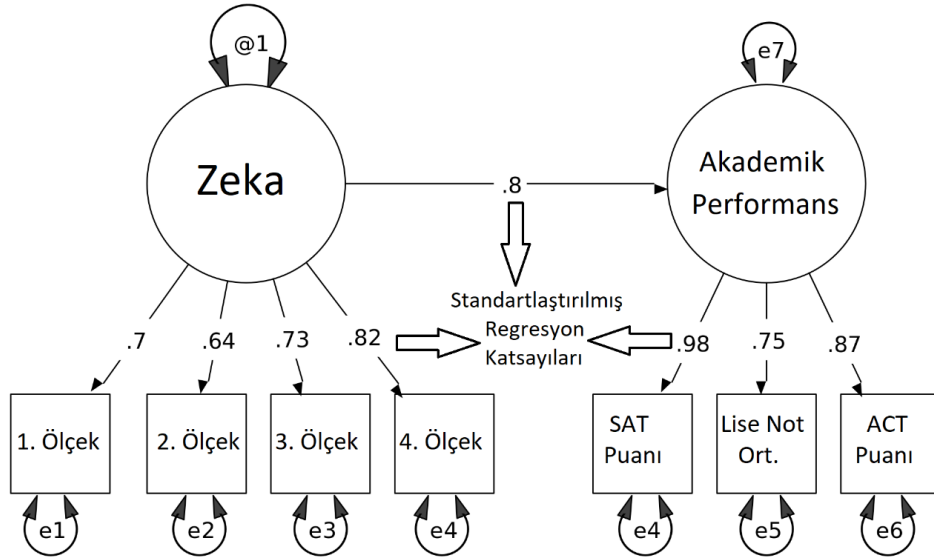 @1
e7
Zeka
Akademik
Performans
.8
Standartlaştırılmış
Regresyon
Katsayıları
.7
.64
.73
.82
.98
.75
.87
1. Ölçek
2. Ölçek
3. Ölçek
4. Ölçek
SAT
Puanı
Lise Not
Ort.
ACT
Puanı
e1
e2
e3
e4
e4
e5
e6